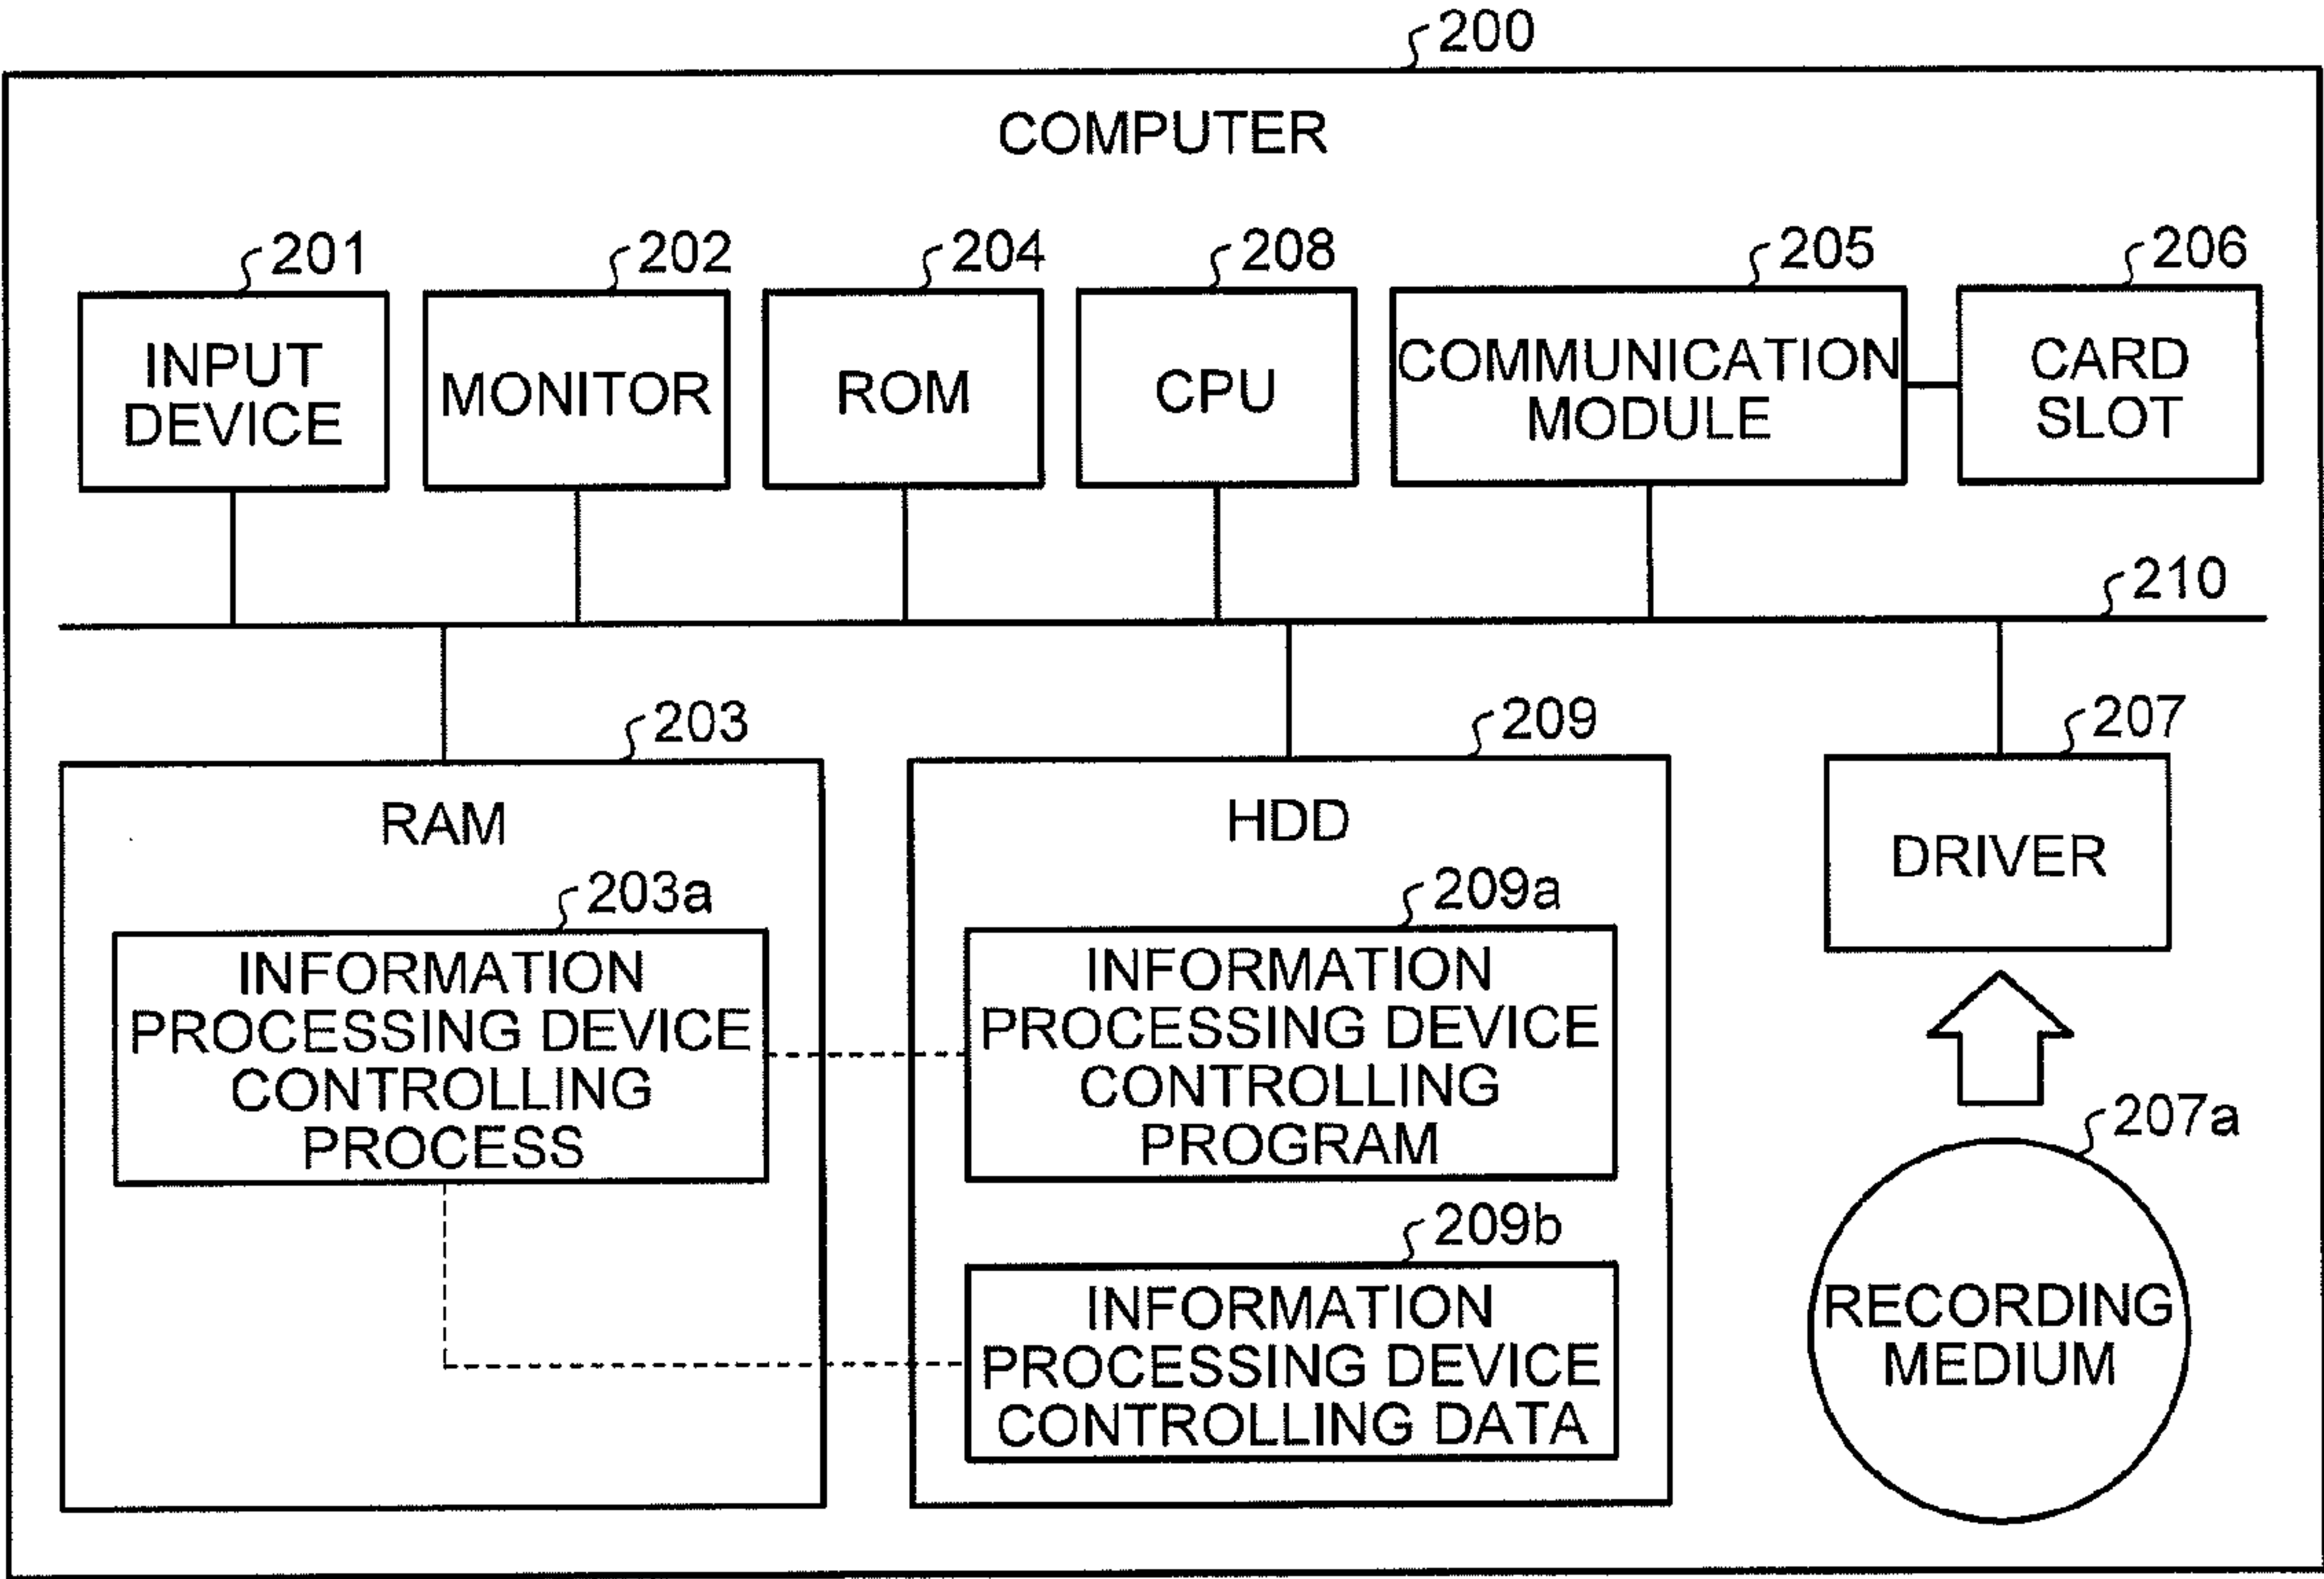 200
COMPUTER
201
202
204
208
205
206
INPUT
DEVICE
MONITOR
ROM
CPU
COMMUNICATION
MODULE
CARD
SLOT
210
203
209
207
RAM
HDD
DRIVER
203a
INFORMATION
PROCESSING DEVICE
CONTROLLING
PROCESS
209a
INFORMATION
PROCESSING DEVICE
CONTROLLING
PROGRAM
209b
INFORMATION
PROCESSING DEVICE
CONTROLLING DATA
207a
RECORDING
MEDIUM